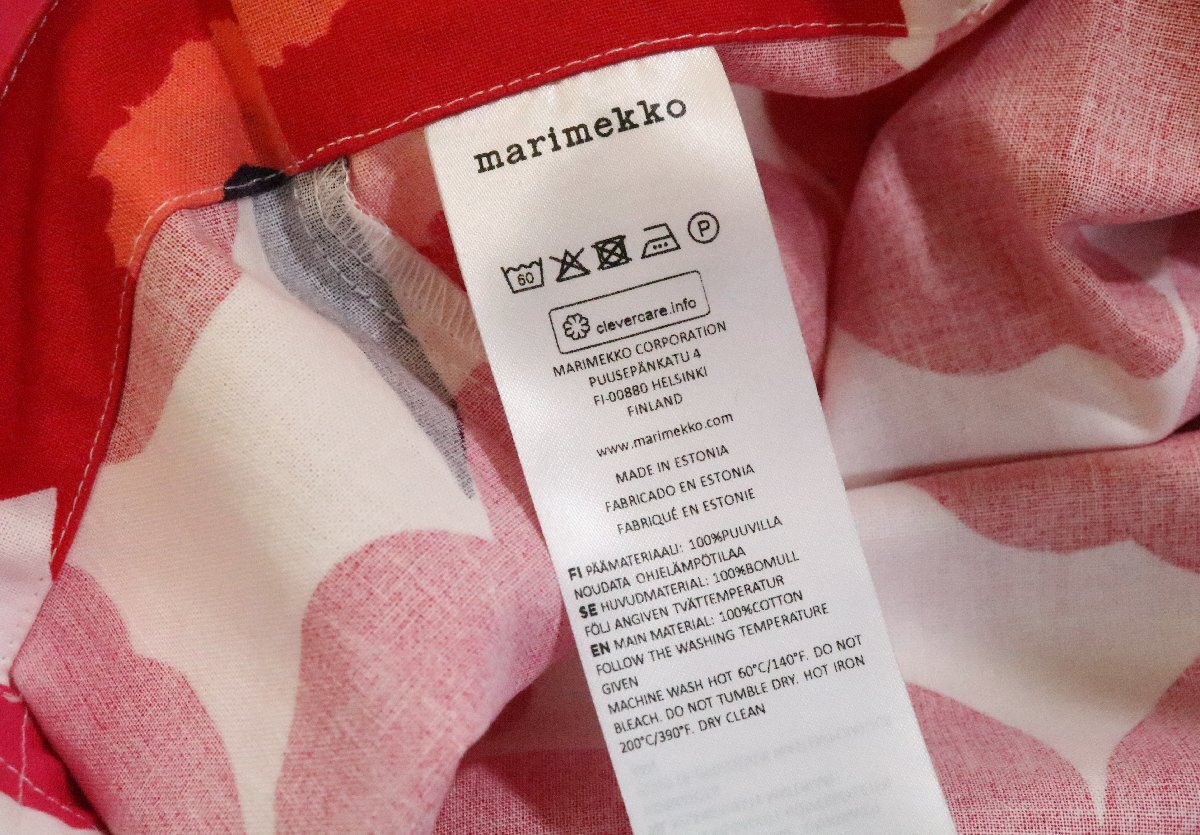 marimekko
60
P
clevercare.info
MARIMEKKO CORPORATION
PUUSEPÄNKATU 4
FI-00880 HELSINKI
FINLAND
www.marimekko.com
MADE IN ESTONIA
FABRICADO EN ESTONIA
FABRIQUÉ EN ESTONIE
FI PÄÄMATERIAALI: 100%PUUVILLA
NOUDATA OHJELÄMPÖTILAA
SE HUVUDMATERIAL: 100%BOMULL
FÖLJ ANGIVEN TVÄTTEMPERATUR
EN MAIN MATERIAL: 100%COTTON
FOLLOW THE WASHING TEMPERATURE
GIVEN
MACHINE WASH HOT 60°C/140°F. DO NOT
BLEACH. DO NOT TUMBLE DRY. HOT IRON
200°C/390°F. DRY CLEAN